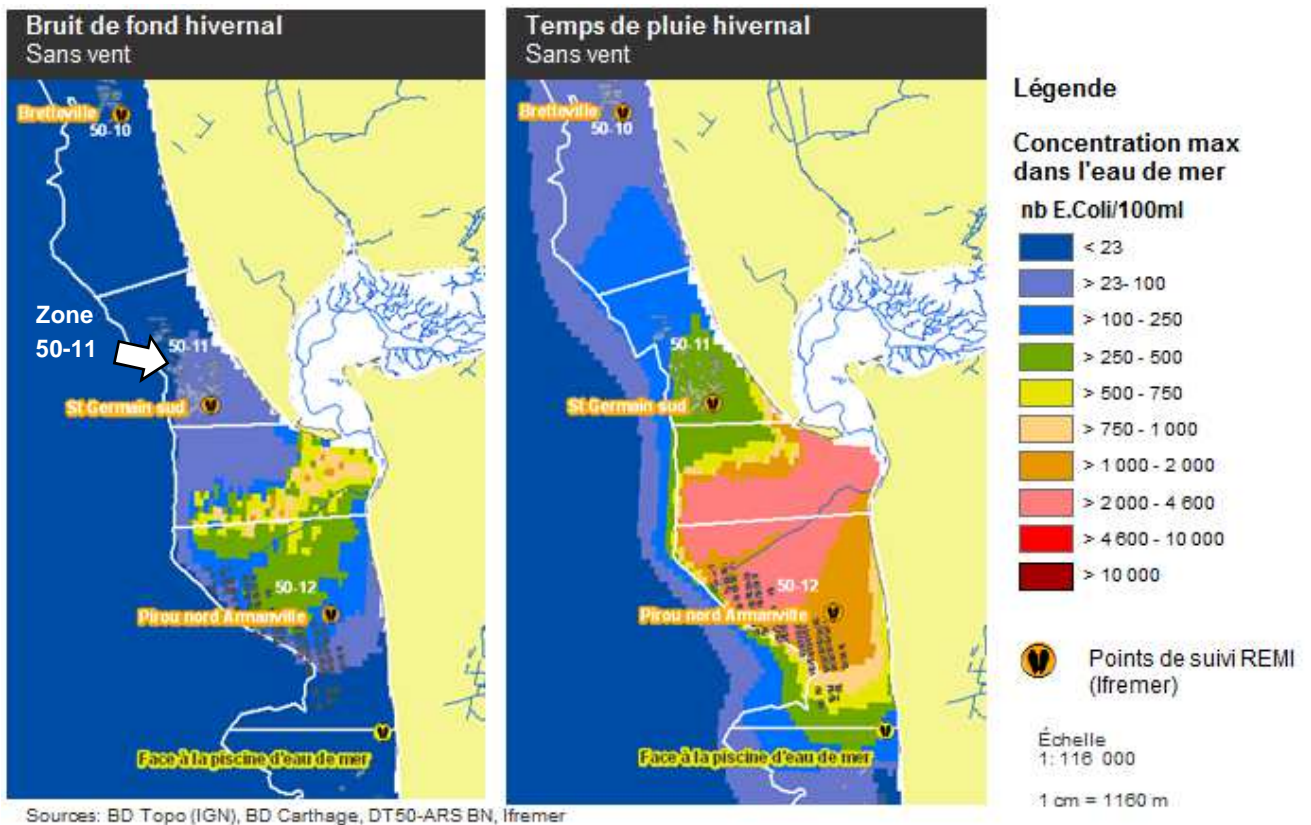 Bruit de fond hivernal
Sans vent
Bretteville
50-10
Zone
50-11
50-11
St Germain sud
50-12
Pirou nord Armanville
Face à la piscine d'eau de mer
Temps de pluie hivernal
Sans vent
Bretteville
50-10
50-11
St Germain sud
50-12
Pirou nord Armanville
Face à la piscine d'eau de mer
Légende
Concentration max
dans l'eau de mer
nb E.Coli/100ml
< 23
> 23- 100
> 100 - 250
> 250 - 500
> 500 - 750
> 750 - 1 000
> 1 000 - 2 000
> 2 000 - 4 600
> 4 600 - 10 000
> 10 000
Points de suivi REMI
(Ifremer)
Échelle
1: 116 000
1 cm = 1160 m
Sources: BD Topo (IGN), BD Carthage, DT50-ARS BN, Ifremer